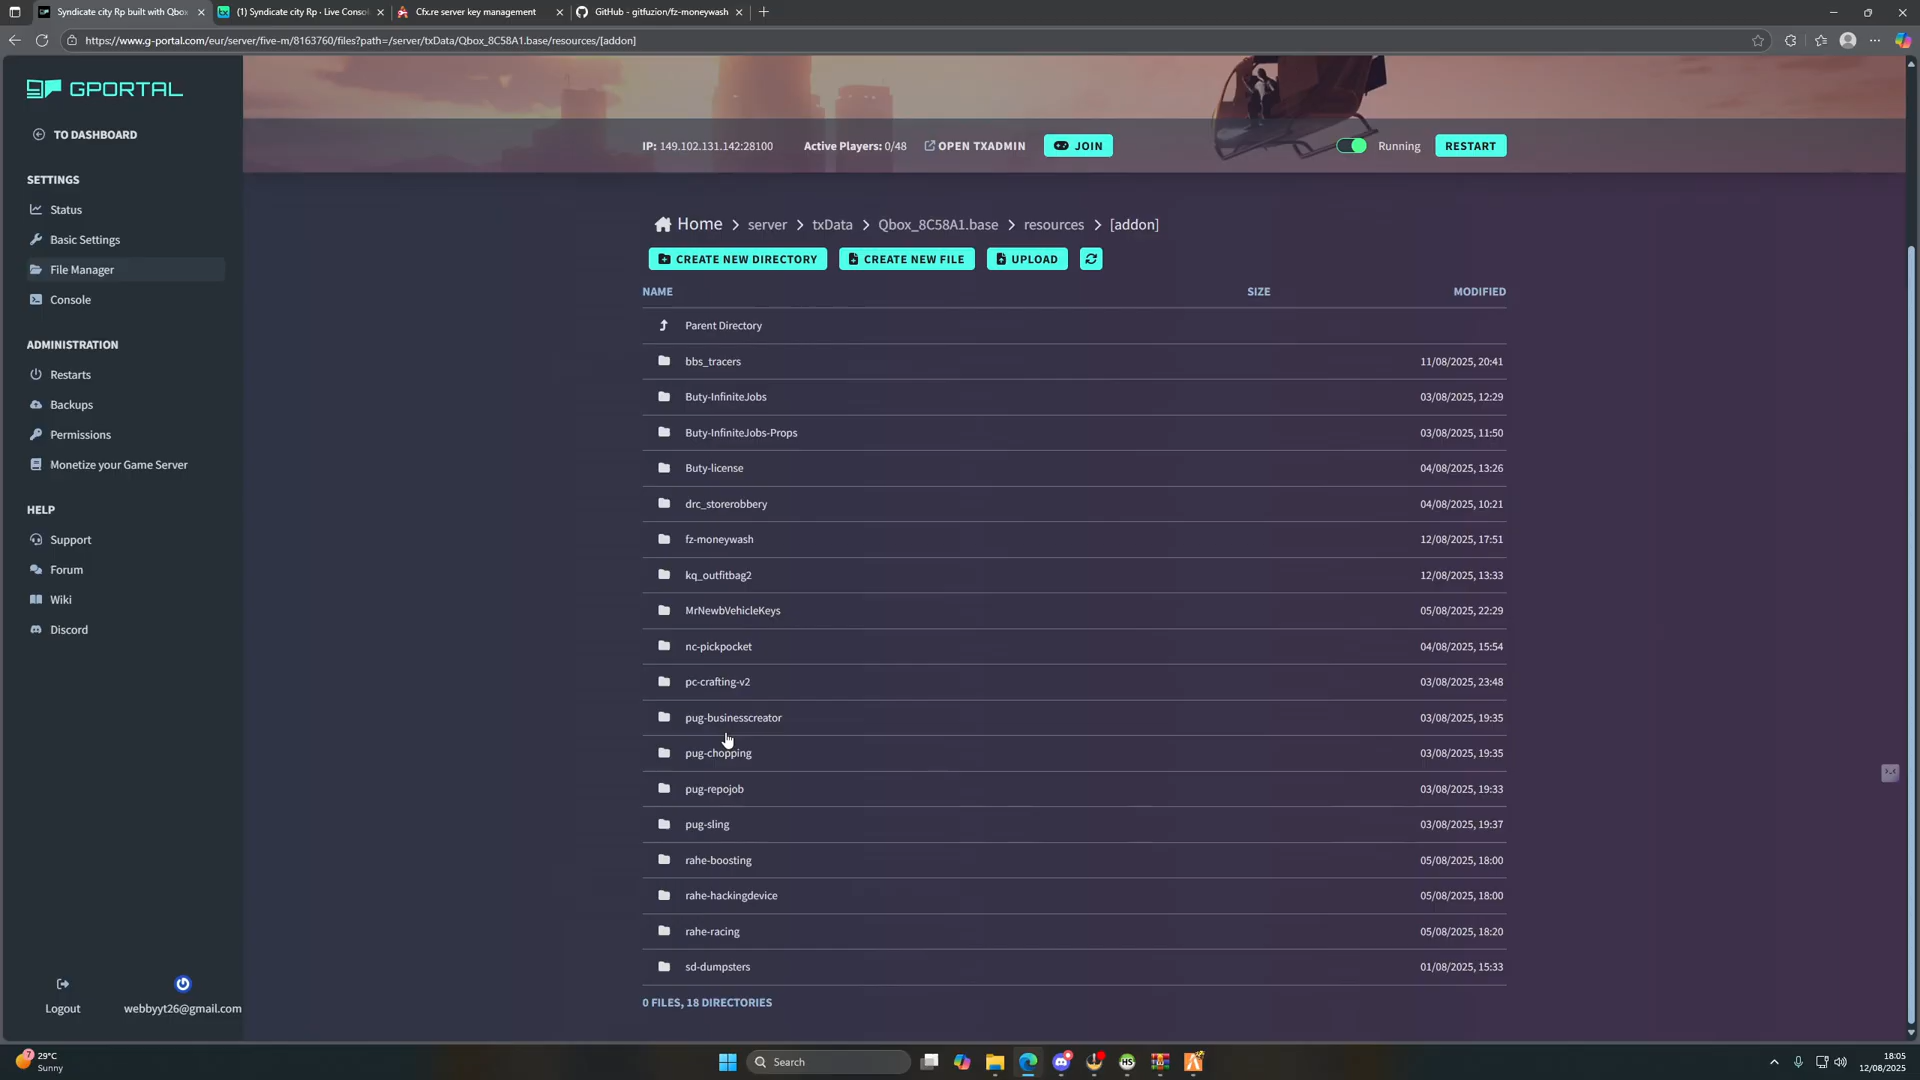 Syndicate city Rp built with Qbox
(1) Syndicate city Rp · Live Conso
Cfx.re server key management
GitHub - gitfuzion/fz-moneywash
https://www.g-portal.com/eur/server/five-m/8163760/files?path=/server/txData/Qbox_8C58A1.base/resources/[addon]
GPORTAL
TO DASHBOARD
SETTINGS
Status
Basic Settings
File Manager
Console
ADMINISTRATION
Restarts
Backups
Permissions
Monetize your Game Server
HELP
Support
Forum
Wiki
Discord
Logout
webbyyt26@gmail.com
IP: 149.102.131.142:28100
Active Players: 0/48
OPEN TXADMIN
JOIN
Running
RESTART
Home > server > txData > Qbox_8C58A1.base > resources > [addon]
CREATE NEW DIRECTORY
CREATE NEW FILE
UPLOAD
NAME SIZE MODIFIED
Parent Directory
bbs_tracers 11/08/2025, 20:41
Buty-InfiniteJobs 03/08/2025, 12:29
Buty-InfiniteJobs-Props 03/08/2025, 11:50
Buty-license 04/08/2025, 13:26
drc_storerobbery 04/08/2025, 10:21
fz-moneywash 12/08/2025, 17:51
kq_outfitbag2 12/08/2025, 13:33
MrNewbVehicleKeys 05/08/2025, 22:29
nc-pickpocket 04/08/2025, 15:54
pc-crafting-v2 03/08/2025, 23:48
pug-businesscreator 03/08/2025, 19:35
pug-chopping 03/08/2025, 19:35
pug-repojob 03/08/2025, 19:33
pug-sling 03/08/2025, 19:37
rahe-boosting 05/08/2025, 18:00
rahe-hackingdevice 05/08/2025, 18:00
rahe-racing 05/08/2025, 18:20
sd-dumpsters 01/08/2025, 15:33
0 FILES, 18 DIRECTORIES
7
29°C
Sunny
Search
HS
18:05
12/08/2025